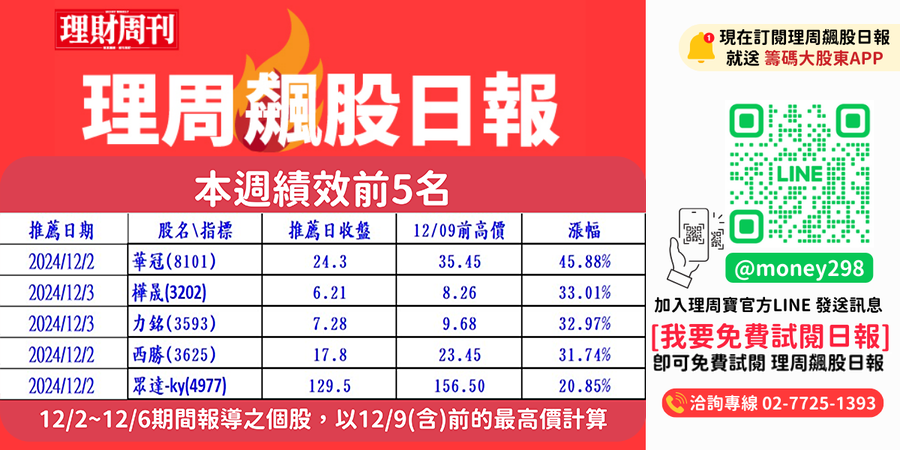 理財周刊
理周飆股日報
本週績效前5名
推薦日期 股名\指標 推薦日收盤 12/09前高價 漲幅
2024/12/2 華冠(8101) 24.3 35.45 45.88%
2024/12/3 樺晟(3202) 6.21 8.26 33.01%
2024/12/3 力銘(3593) 7.28 9.68 32.97%
2024/12/2 西勝(3625) 17.8 23.45 31.74%
2024/12/2 眾達-ky(4977) 129.5 156.50 20.85%
12/2~12/6期間報導之個股，以12/9(含)前的最高價計算
1
現在訂閱理周飆股日報
就送 籌碼大股東APP
LINE
@money298
加入理周寶官方LINE 發送訊息
[我要免費試閱日報]
即可免費試閱 理周飆股日報
洽詢專線 02-7725-1393